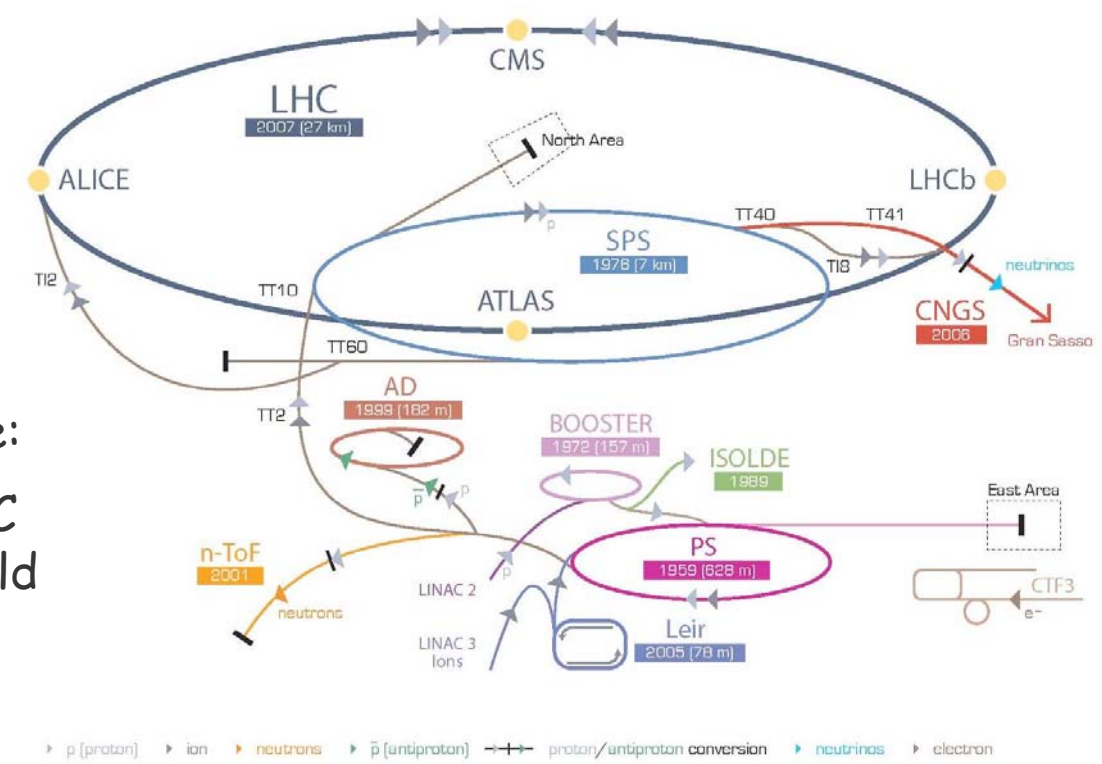 CMS
LHC
2007 (27 km)
North Area
ALICE
LHCb
TT40
TT41
p
SPS
1976 (7 km)
TI8
neutrinos
TI2
TT10
ATLAS
CNGS
2006
Gran Sasso
TT60
AD
1999 (182 m)
TT2
BOOSTER
1972 (157 m)
ISOLDE
1989
p̅
p
East Area
n-ToF
2001
PS
1959 (628 m)
LINAC 2
p
neutrons
CTF3
e-
LINAC 3
Ions
Leir
2005 (78 m)
e:
C
ld
p (proton) ion neutrons p̅ (antiproton) proton/antiproton conversion neutrinos electron